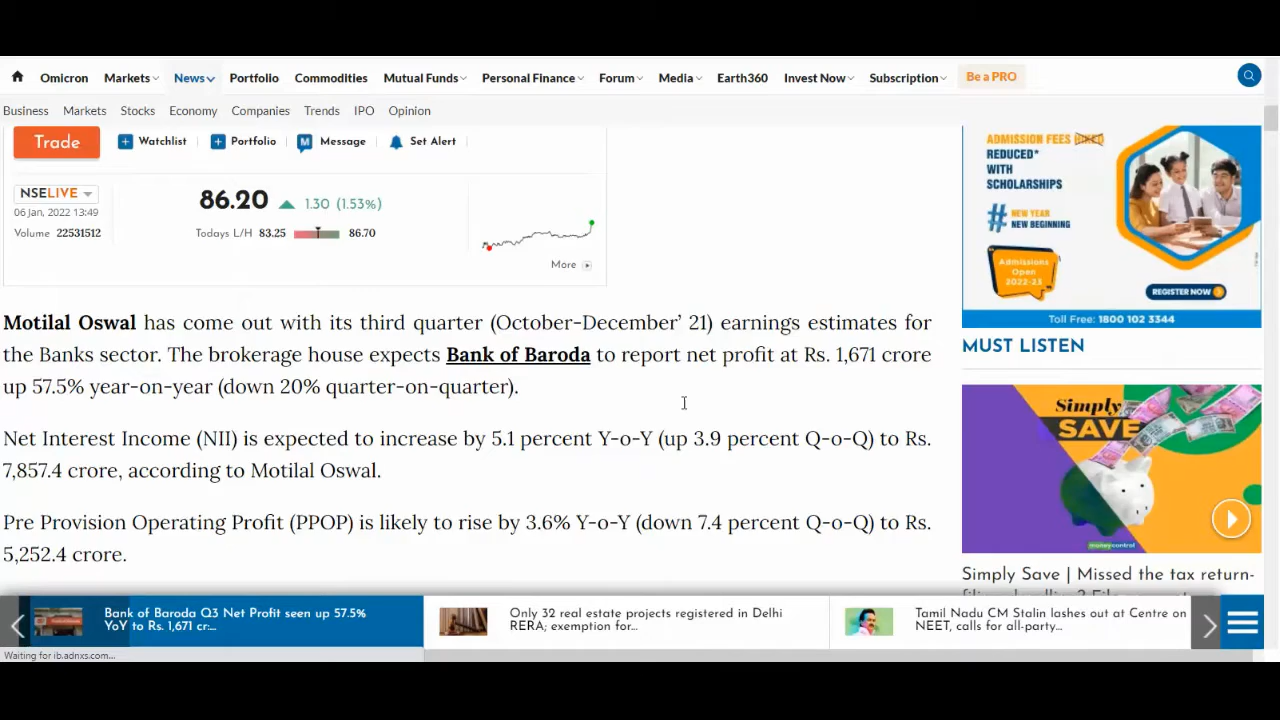 Omicron Markets News Portfolio Commodities Mutual Funds Personal Finance Forum Media Earth360 Invest Now Subscription Be a PRO
Business Markets Stocks Economy Companies Trends IPO Opinion
Trade Watchlist Portfolio Message Set Alert
NSELIVE
06 Jan, 2022 13:49
Volume 22531512
86.20 1.30 (1.53%)
Todays L/H 83.25 86.70
More
Motilal Oswal has come out with its third quarter (October-December’ 21) earnings estimates for
the Banks sector. The brokerage house expects Bank of Baroda to report net profit at Rs. 1,671 crore
up 57.5% year-on-year (down 20% quarter-on-quarter).
Net Interest Income (NII) is expected to increase by 5.1 percent Y-o-Y (up 3.9 percent Q-o-Q) to Rs.
7,857.4 crore, according to Motilal Oswal.
Pre Provision Operating Profit (PPOP) is likely to rise by 3.6% Y-o-Y (down 7.4 percent Q-o-Q) to Rs.
5,252.4 crore.
ADMISSION FEES HIKED
REDUCED*
WITH
SCHOLARSHIPS
# NEW YEAR
NEW BEGINNING
Admissions
Open
2022-23
REGISTER NOW
Toll Free: 1800 102 3344
MUST LISTEN
Simply
SAVE
moneycontrol
Simply Save | Missed the tax return-
Bank of Baroda Q3 Net Profit seen up 57.5%
YoY to Rs. 1,671 cr:...
Only 32 real estate projects registered in Delhi
RERA; exemption for...
Tamil Nadu CM Stalin lashes out at Centre on
NEET, calls for all-party...
Waiting for ib.adnxs.com...